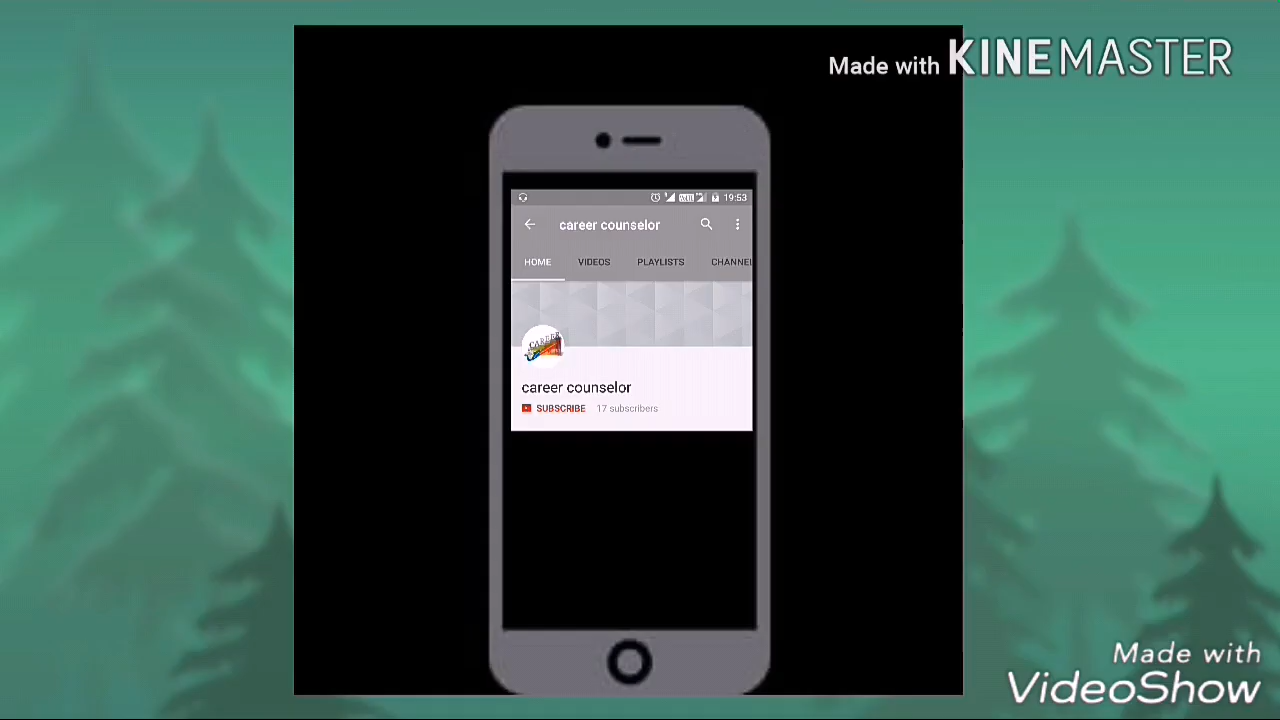 Made with KINEMASTER
19:53
career counselor
HOME VIDEOS PLAYLISTS CHANNEL
CAREER
career counselor
SUBSCRIBE 17 subscribers
Made with
VideoShow